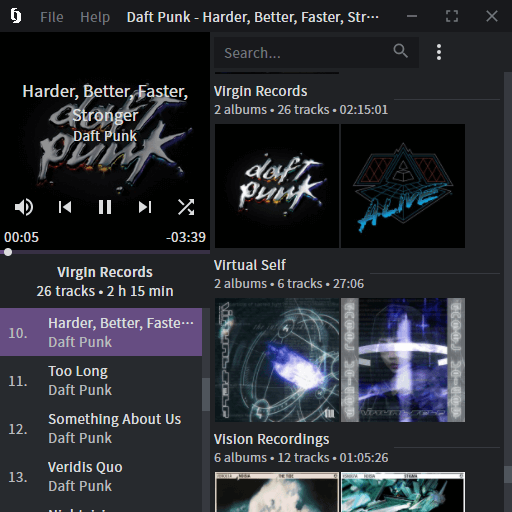 File Help Daft Punk - Harder, Better, Faster, Str···
Harder, Better, Faster,
Stronger
Daft Punk
daft
punk
00:05 -03:39
Virgin Records
26 tracks • 2 h 15 min
10. Harder, Better, Faste···
Daft Punk
11. Too Long
Daft Punk
12. Something About Us
Daft Punk
13. Veridis Quo
Daft Punk
Search...
Virgin Records
2 albums • 26 tracks • 02:15:01
daft
punk
ALIVE
Virtual Self
2 albums • 6 tracks • 27:06
Vision Recordings
6 albums • 12 tracks • 01:05:26